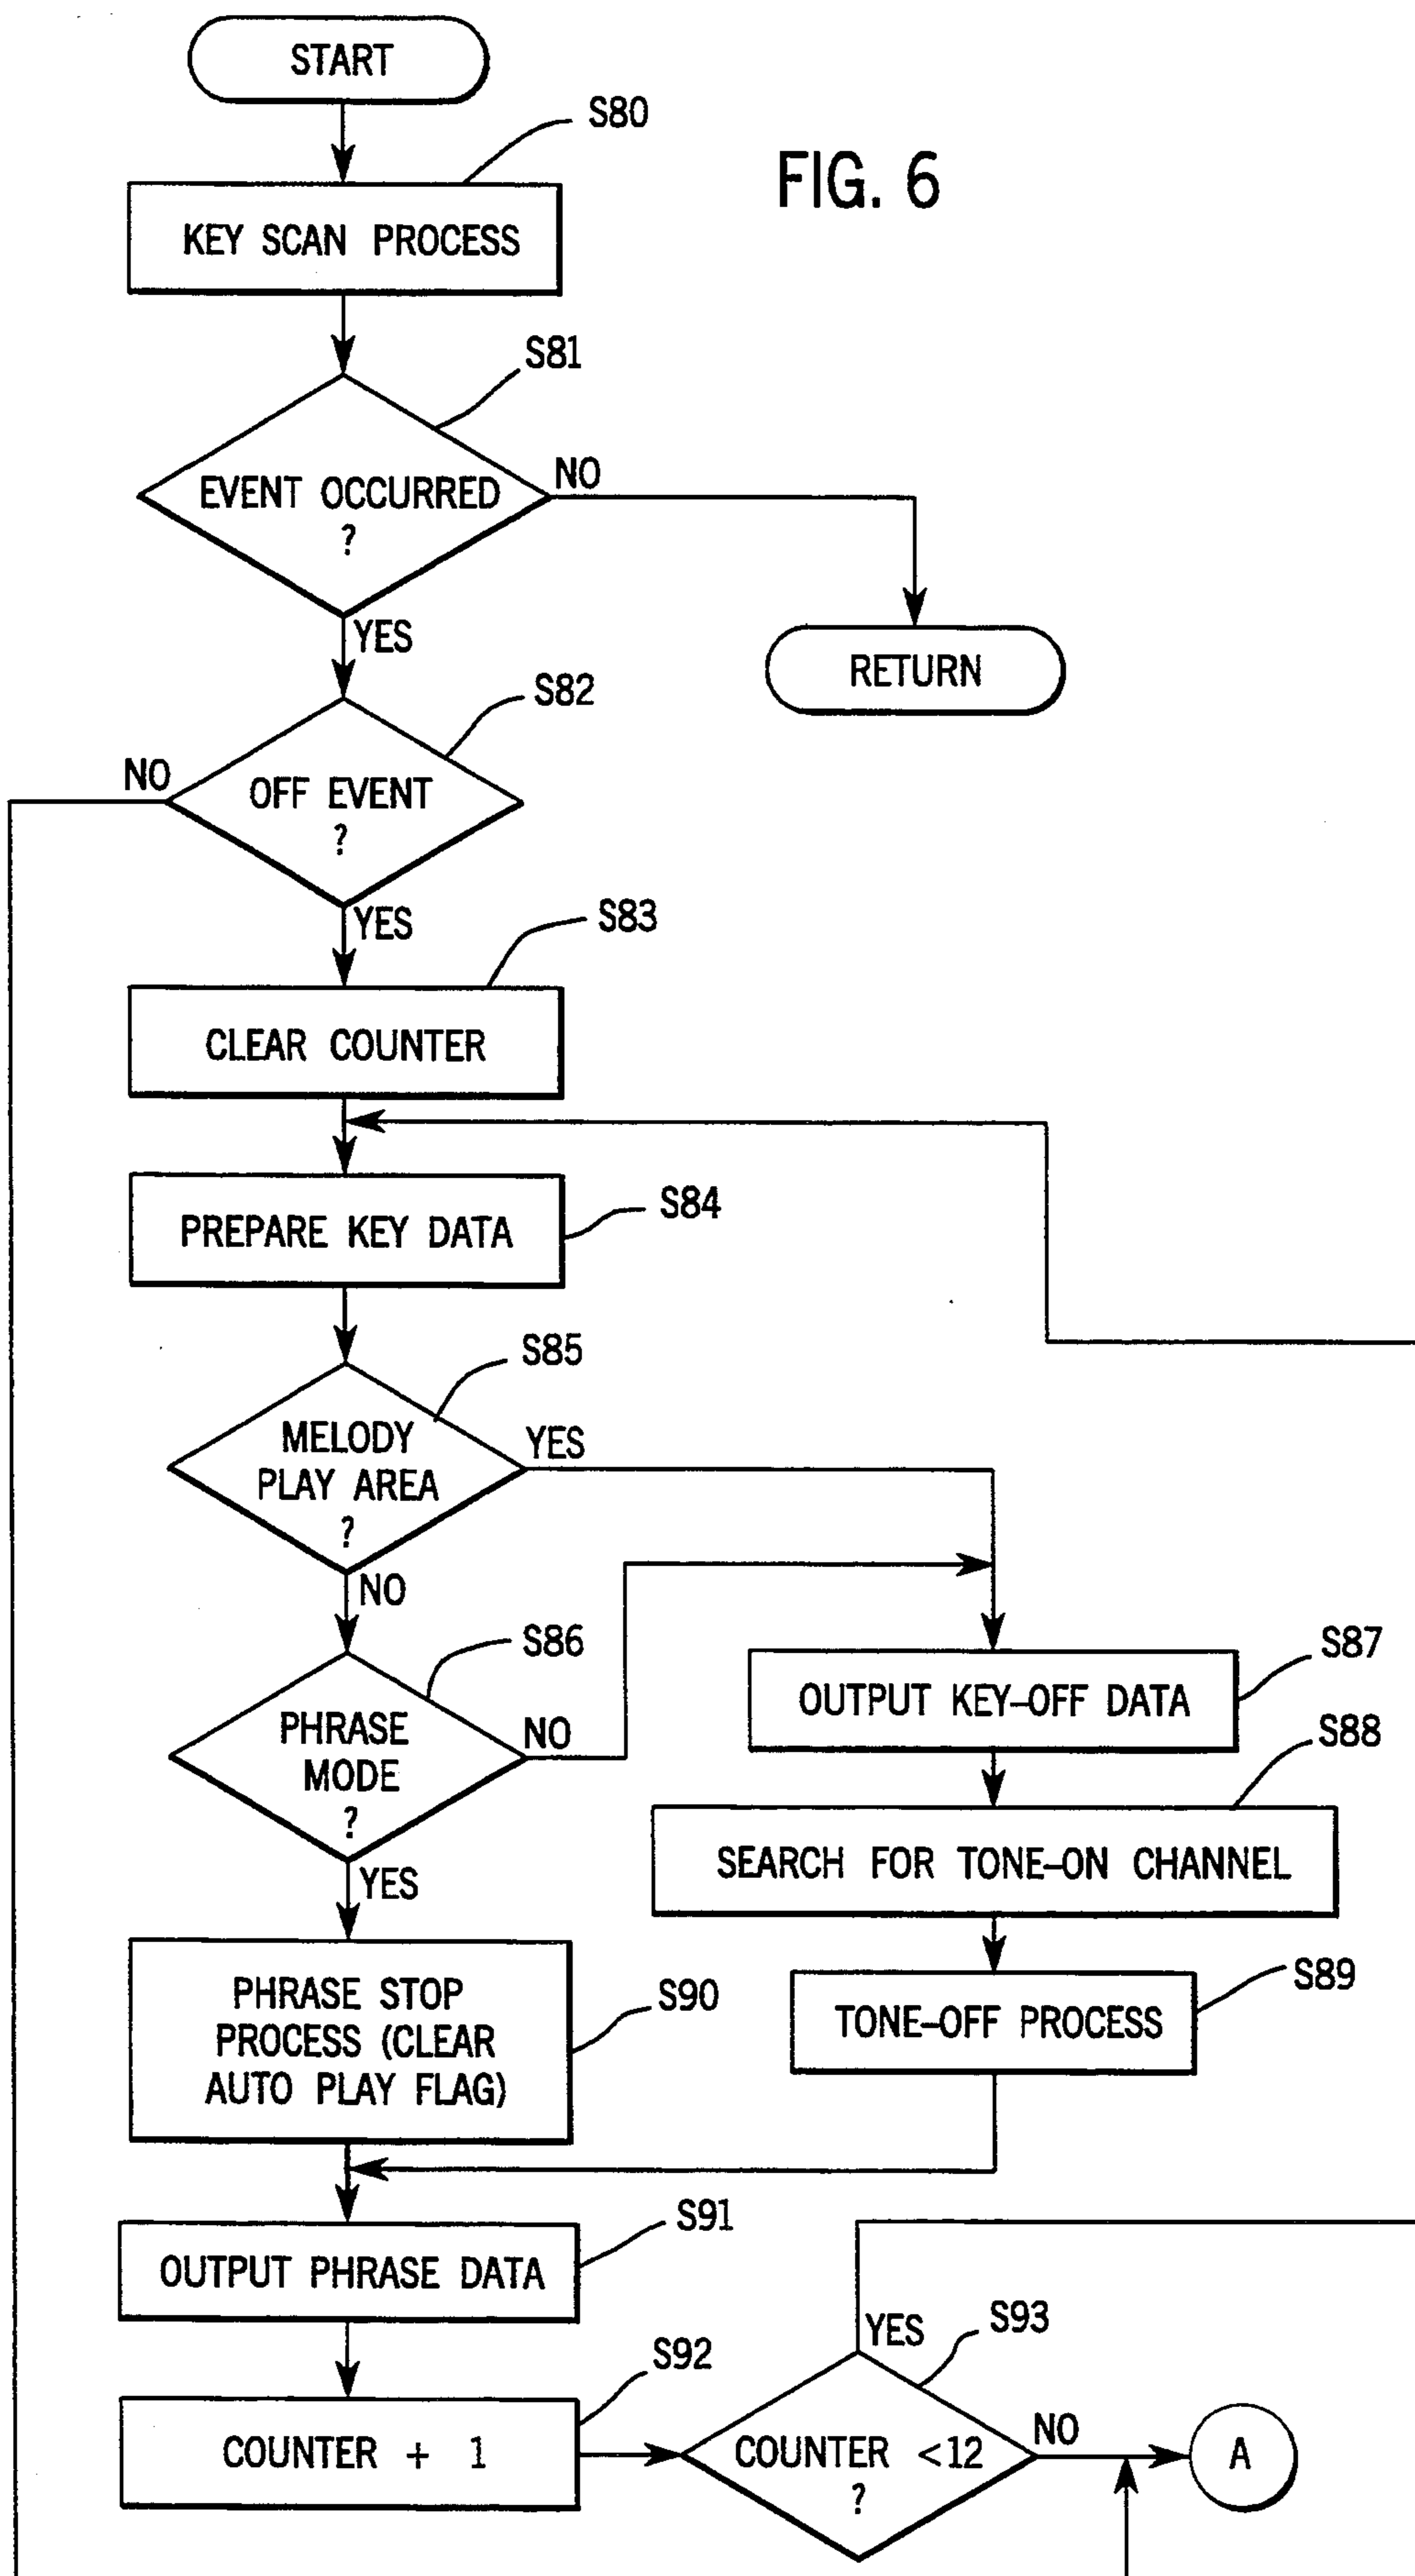 START
S80
FIG. 6
KEY SCAN PROCESS
S81
EVENT OCCURRED
?
NO
YES
RETURN
S82
NO
OFF EVENT
?
YES
S83
CLEAR COUNTER
S84
PREPARE KEY DATA
S85
MELODY
PLAY AREA
?
YES
NO
S86
PHRASE
MODE
?
NO
YES
S87
OUTPUT KEY-OFF DATA
S88
SEARCH FOR TONE-ON CHANNEL
S89
TONE-OFF PROCESS
S90
PHRASE STOP
PROCESS (CLEAR
AUTO PLAY FLAG)
S91
OUTPUT PHRASE DATA
S92
COUNTER + 1
S93
YES
COUNTER <12
?
NO
A